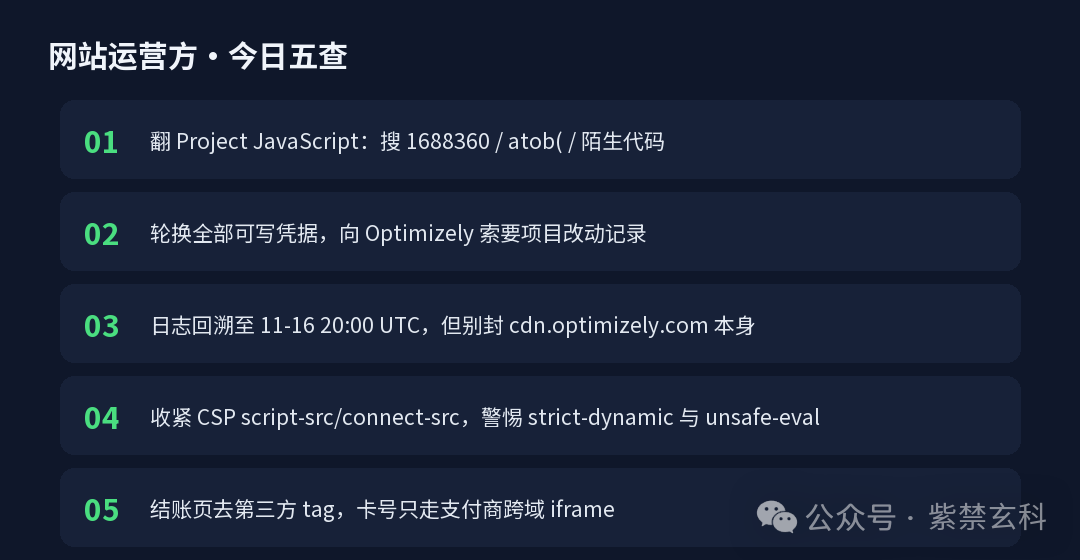 网站运营方·今日五查
01 翻 Project JavaScript：搜 1688360 / atob( / 陌生代码
02 轮换全部可写凭据，向 Optimizely 索要项目改动记录
03 日志回溯至 11-16 20:00 UTC，但别封 cdn.optimizely.com 本身
04 收紧 CSP script-src/connect-src，警惕 strict-dynamic 与 unsafe-eval
05 结账页去第三方 tag，卡号只走支付商跨域 iframe
公众号·紫禁玄科